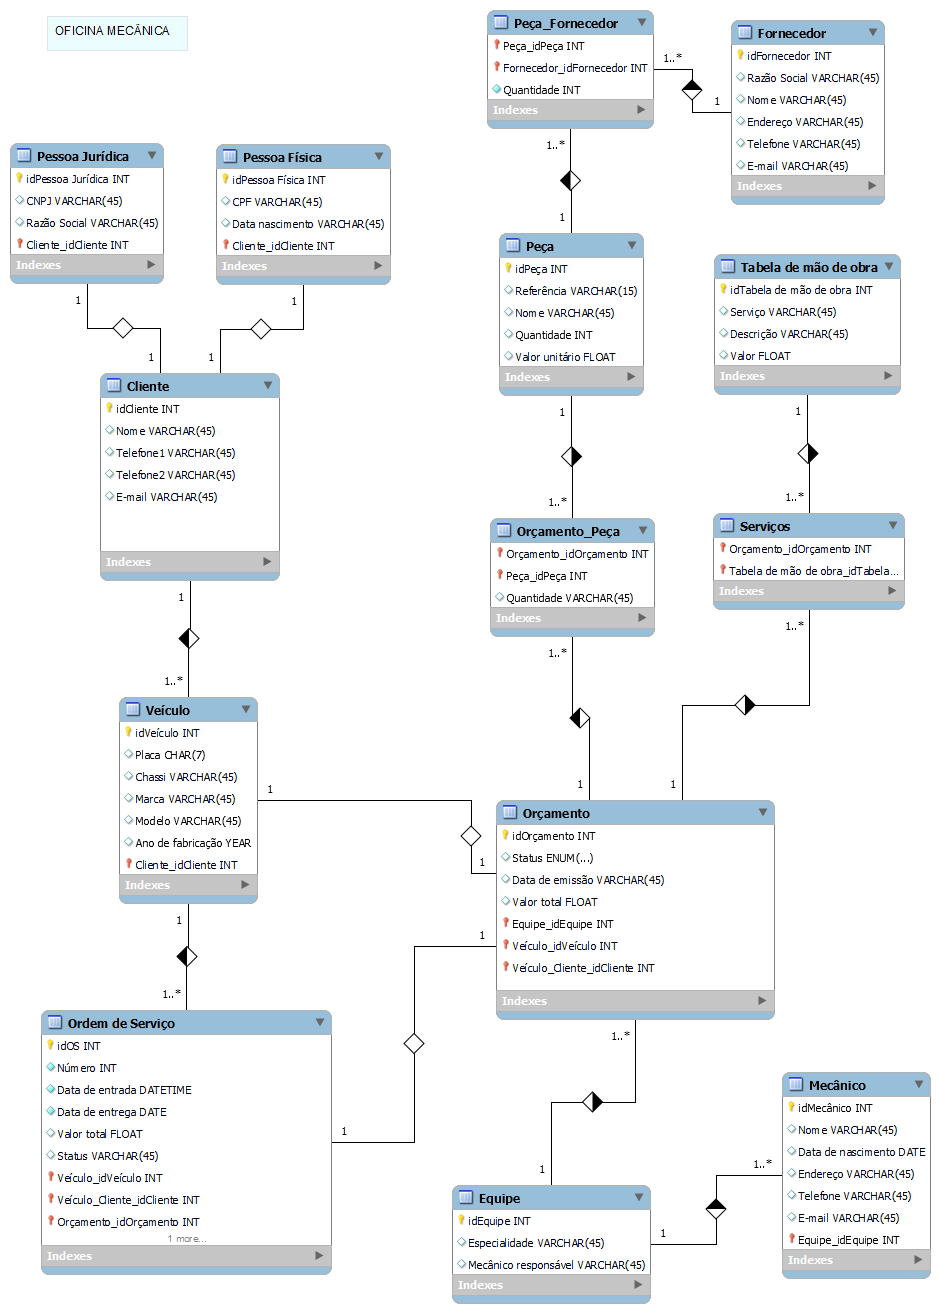 OFICINA MECÂNICA
Peça_Fornecedor
Peça_idPeça INT
Fornecedor_idFornecedor INT
Quantidade INT
Indexes
1..*
1
Fornecedor
idFornecedor INT
Razão Social VARCHAR(45)
Nome VARCHAR(45)
Endereço VARCHAR(45)
Telefone VARCHAR(45)
E-mail VARCHAR(45)
Indexes
Pessoa Jurídica
idPessoa Jurídica INT
CNPJ VARCHAR(45)
Razão Social VARCHAR(45)
Cliente_idCliente INT
Indexes
Pessoa Física
idPessoa Física INT
CPF VARCHAR(45)
Data nascimento VARCHAR(45)
Cliente_idCliente INT
Indexes
1..*
1
Peça
idPeça INT
Referência VARCHAR(15)
Nome VARCHAR(45)
Quantidade INT
Valor unitário FLOAT
Indexes
Tabela de mão de obra
idTabela de mão de obra INT
Serviço VARCHAR(45)
Descrição VARCHAR(45)
Valor FLOAT
Indexes
1
1
1
1
Cliente
idCliente INT
Nome VARCHAR(45)
Telefone1 VARCHAR(45)
Telefone2 VARCHAR(45)
E-mail VARCHAR(45)
Indexes
1
1..*
1
1..*
Orçamento_Peça
Orçamento_idOrçamento INT
Peça_idPeça INT
Quantidade VARCHAR(45)
Indexes
Serviços
Orçamento_idOrçamento INT
Tabela de mão de obra_idTabela...
Indexes
1
1..*
1..*
1
1..*
1
Veículo
idVeículo INT
Placa CHAR(7)
Chassi VARCHAR(45)
Marca VARCHAR(45)
Modelo VARCHAR(45)
Ano de fabricação YEAR
Cliente_idCliente INT
Indexes
1
1
Orçamento
idOrçamento INT
Status ENUM(...)
Data de emissão VARCHAR(45)
Valor total FLOAT
Equipe_idEquipe INT
Veículo_idVeículo INT
Veículo_Cliente_idCliente INT
Indexes
1
1..*
1
1
Ordem de Serviço
idOS INT
Número INT
Data de entrada DATETIME
Data de entrega DATE
Valor total FLOAT
Status VARCHAR(45)
Veículo_idVeículo INT
Veículo_Cliente_idCliente INT
Orçamento_idOrçamento INT
1 more...
Indexes
1..*
1
Equipe
idEquipe INT
Especialidade VARCHAR(45)
Mecânico responsável VARCHAR(45)
Indexes
1
1..*
Mecânico
idMecânico INT
Nome VARCHAR(45)
Data de nascimento DATE
Endereço VARCHAR(45)
Telefone VARCHAR(45)
E-mail VARCHAR(45)
Equipe_idEquipe INT
Indexes